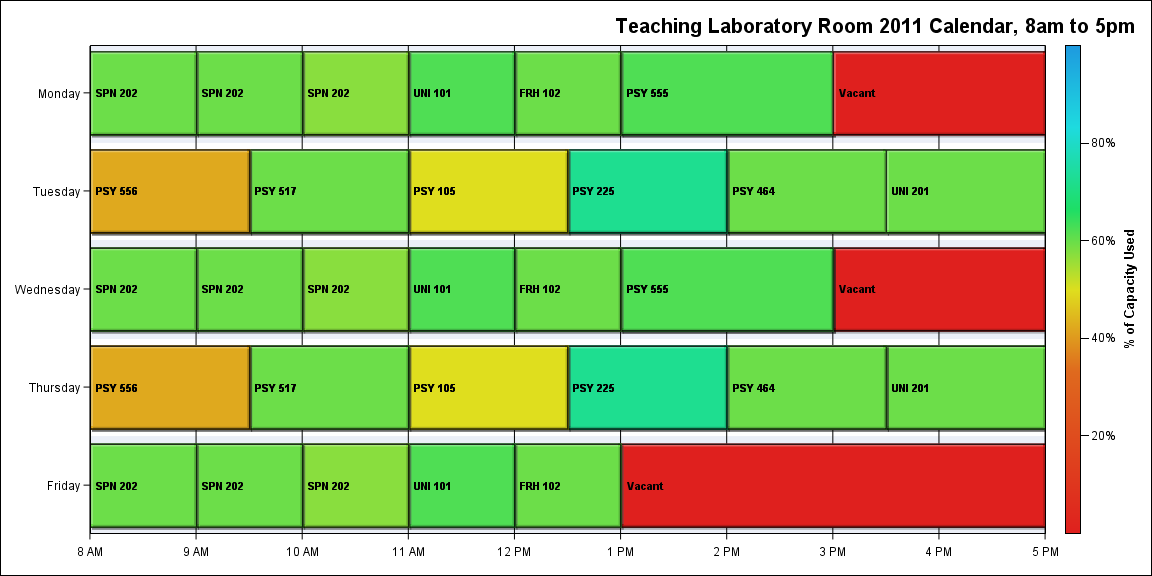 Teaching Laboratory Room 2011 Calendar, 8am to 5pm
Monday
SPN 202
SPN 202
SPN 202
UNI 101
FRH 102
PSY 555
Vacant
Tuesday
PSY 556
PSY 517
PSY 105
PSY 225
PSY 464
UNI 201
Wednesday
SPN 202
SPN 202
SPN 202
UNI 101
FRH 102
PSY 555
Vacant
Thursday
PSY 556
PSY 517
PSY 105
PSY 225
PSY 464
UNI 201
Friday
SPN 202
SPN 202
SPN 202
UNI 101
FRH 102
Vacant
8 AM
9 AM
10 AM
11 AM
12 PM
1 PM
2 PM
3 PM
4 PM
5 PM
80%
60%
40%
20%
% of Capacity Used